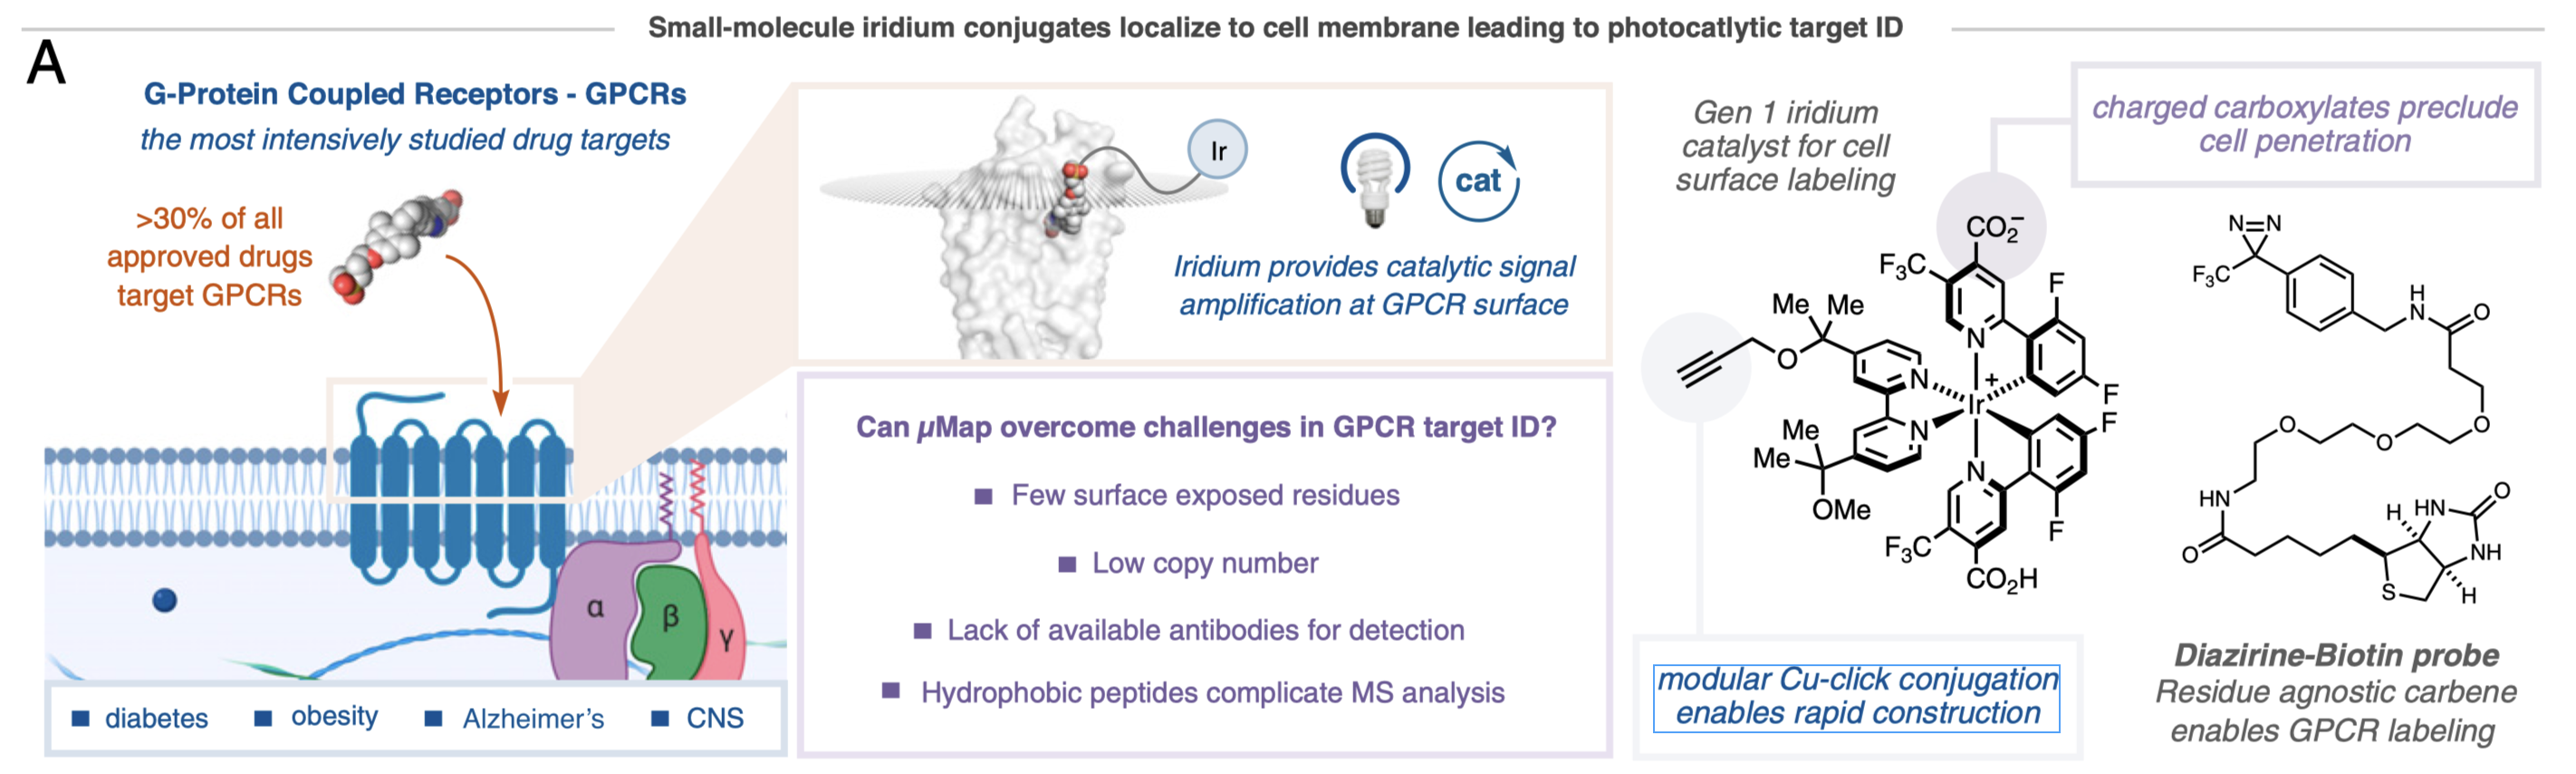 Small-molecule iridium conjugates localize to cell membrane leading to photocatlytic target ID
A
G-Protein Coupled Receptors - GPCRs
the most intensively studied drug targets
>30% of all
approved drugs
target GPCRs
α
β
γ
■ diabetes ■ obesity ■ Alzheimer's ■ CNS
Ir
cat
Iridium provides catalytic signal
amplification at GPCR surface
Can µMap overcome challenges in GPCR target ID?
■ Few surface exposed residues
■ Low copy number
■ Lack of available antibodies for detection
■ Hydrophobic peptides complicate MS analysis
Gen 1 iridium
catalyst for cell
surface labeling
charged carboxylates preclude
cell penetration
CO₂⁻
F₃C
F
N
Me Me
O
N
Ir
+
F
F
Me
N
Me
OMe
N
F
F₃C
CO₂H
modular Cu-click conjugation
enables rapid construction
N=N
F₃C
H
N
O
O
O
O
HN
O
H
HN
O
NH
S
H
Diazirine-Biotin probe
Residue agnostic carbene
enables GPCR labeling